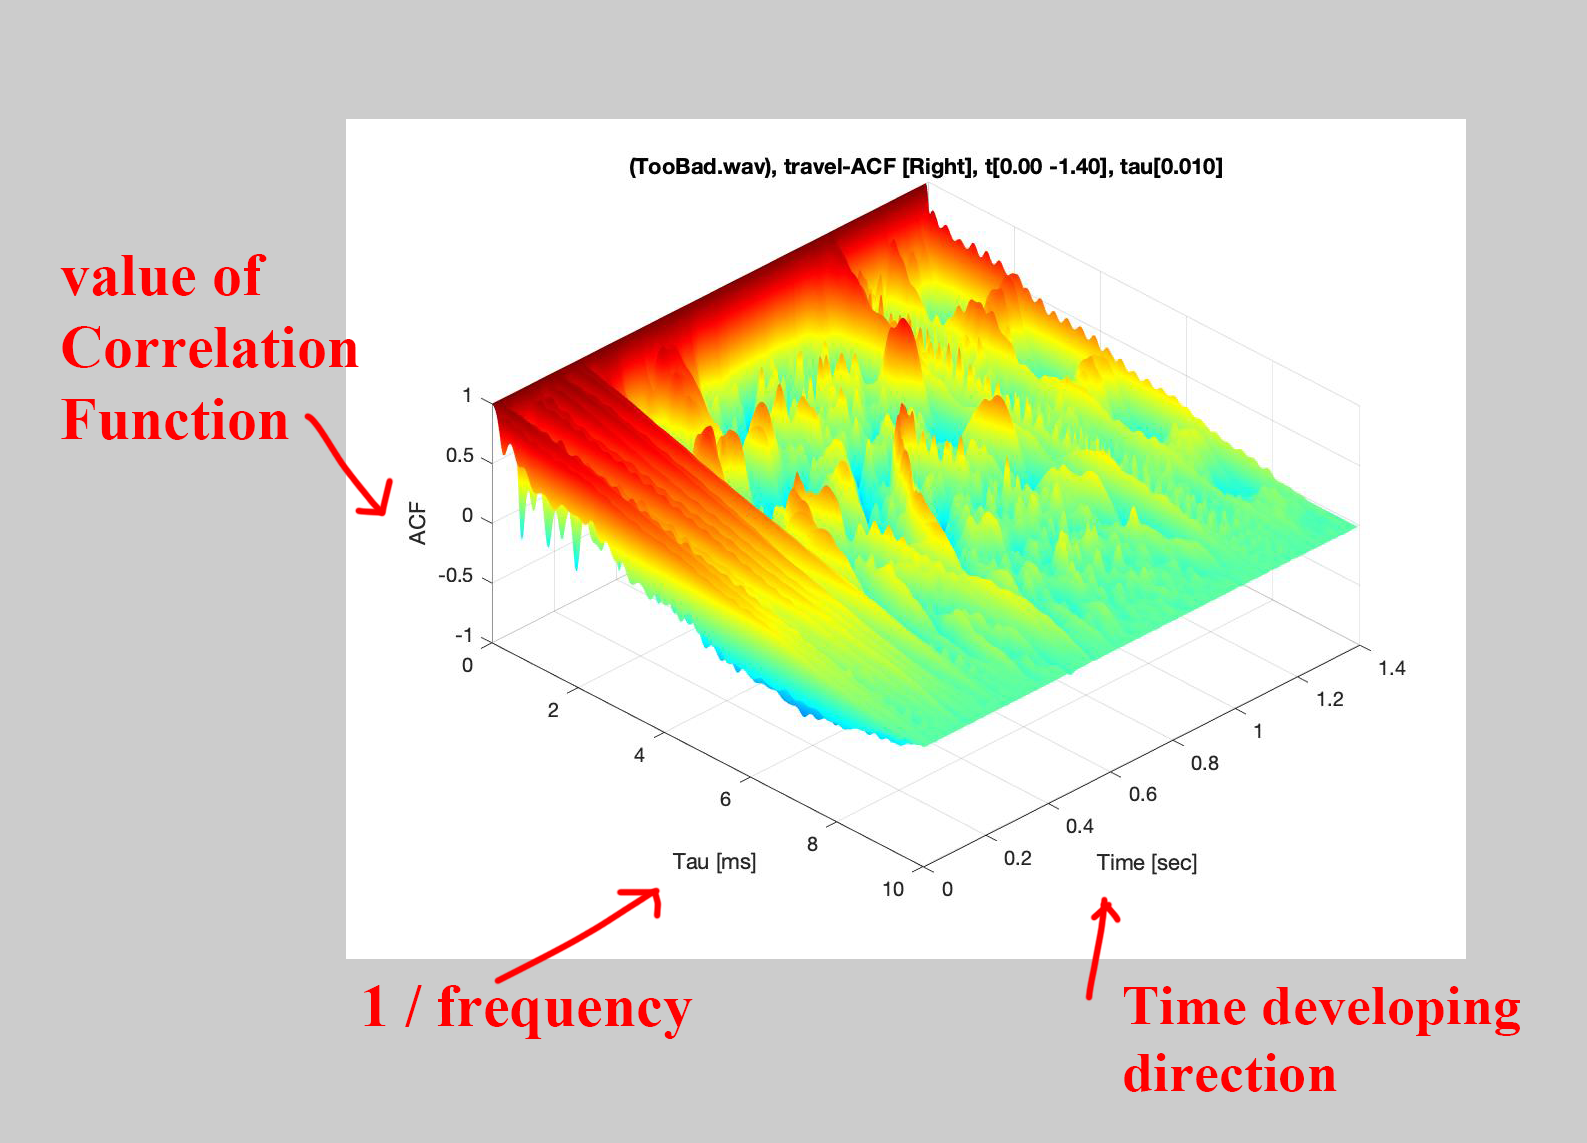 (TooBad.wav), travel-ACF [Right], t[0.00 -1.40], tau[0.010]
value of
Correlation
Function
1
0.5
0
-0.5
-1
ACF
0
2
4
6
8
10
Tau [ms]
0
0.2
0.4
0.6
0.8
1
1.2
1.4
Time [sec]
1 / frequency
Time developing
direction